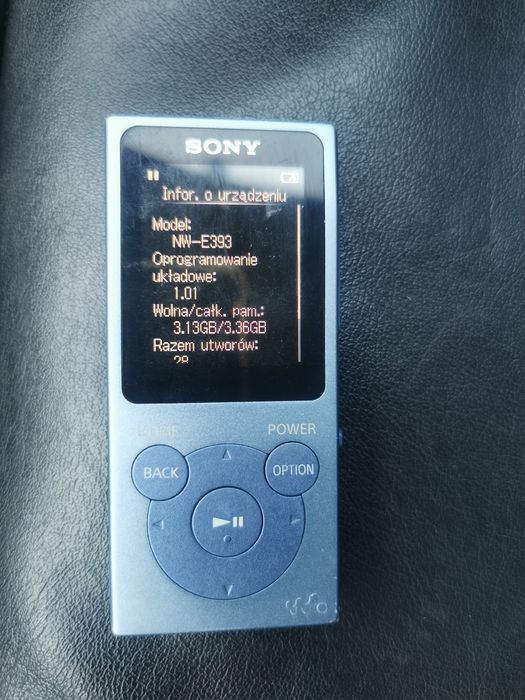 SONY
Infor. o urządzeniu
Model:
NW-E393
Oprogramowanie
układowe:
1.01
Wolna/całk. pam.:
3.13GB/3.36GB
Razem utworów:
28
POWER
BACK
OPTION